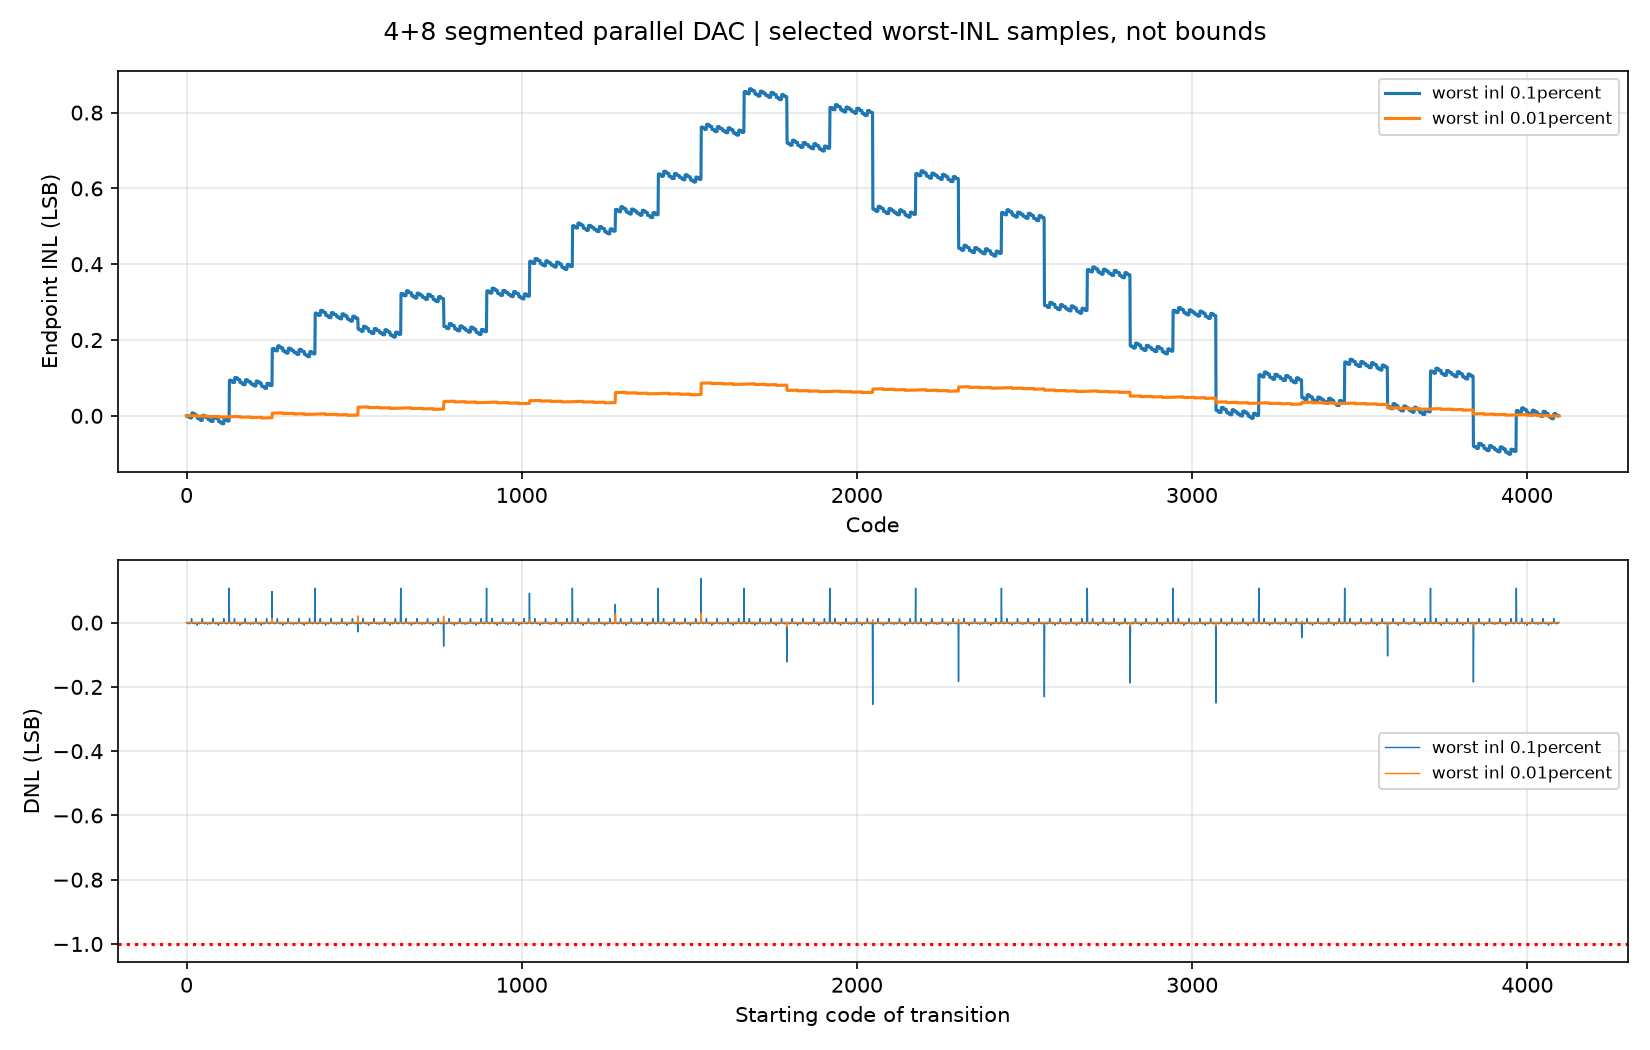 4+8 segmented parallel DAC | selected worst-INL samples, not bounds
Endpoint INL (LSB)
0.8
0.6
0.4
0.2
0.0
worst inl 0.1percent
worst inl 0.01percent
0 1000 2000 3000 4000
Code
DNL (LSB)
0.0
−0.2
−0.4
−0.6
−0.8
−1.0
worst inl 0.1percent
worst inl 0.01percent
0 1000 2000 3000 4000
Starting code of transition